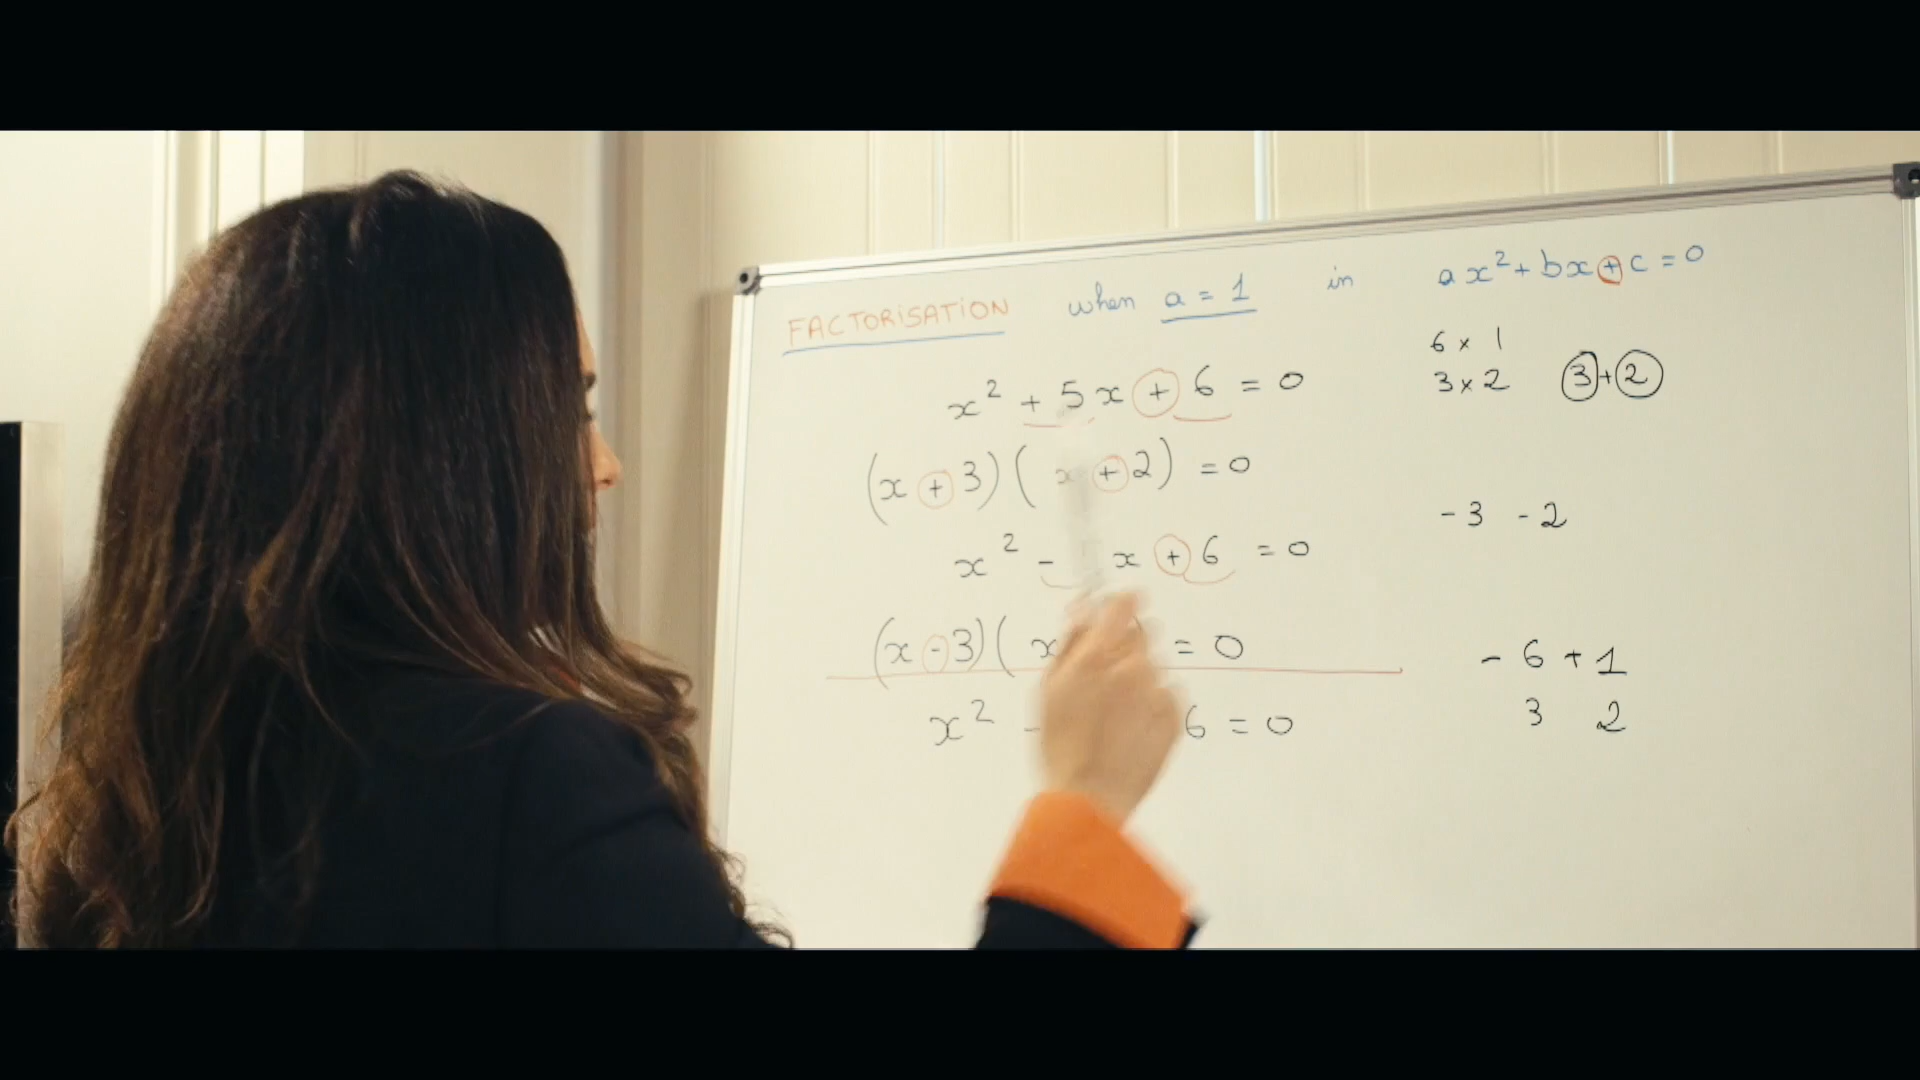 FACTORISATION when a = 1 in ax² + bx + c = 0
6 x 1
x² + 5x + 6 = 0 3 x 2 3 + 2
(x + 3)(x + 2) = 0
x² - x + 6 = 0 - 3 - 2
(x - 3)(x ) = 0 - 6 + 1
x² - 6 = 0 3 2